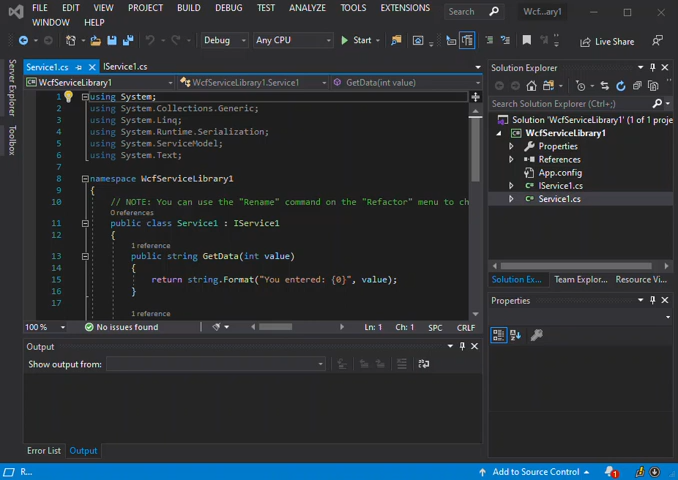 FILE EDIT VIEW PROJECT BUILD DEBUG TEST ANALYZE TOOLS EXTENSIONS Search Wcf...ary1
WINDOW HELP
Debug Any CPU Start Live Share
Server Explorer
Toolbox
Service1.cs IService1.cs
WcfServiceLibrary1 WcfServiceLibrary1.Service1 GetData(int value)
1 using System;
2 using System.Collections.Generic;
3 using System.Linq;
4 using System.Runtime.Serialization;
5 using System.ServiceModel;
6 using System.Text;
7
8 namespace WcfServiceLibrary1
9 {
10 // NOTE: You can use the "Rename" command on the "Refactor" menu to ch
0 references
11 public class Service1 : IService1
12 {
1 reference
13 public string GetData(int value)
14 {
15 return string.Format("You entered: {0}", value);
16 }
17
1 reference
100 % No issues found Ln: 1 Ch: 1 SPC CRLF
Output
Show output from:
Error List Output
Solution Explorer
Search Solution Explorer (Ctrl+;)
Solution 'WcfServiceLibrary1' (1 of 1 proje
WcfServiceLibrary1
Properties
References
App.config
IService1.cs
Service1.cs
Solution Ex... Team Explor... Resource Vi...
Properties
R... Add to Source Control 1